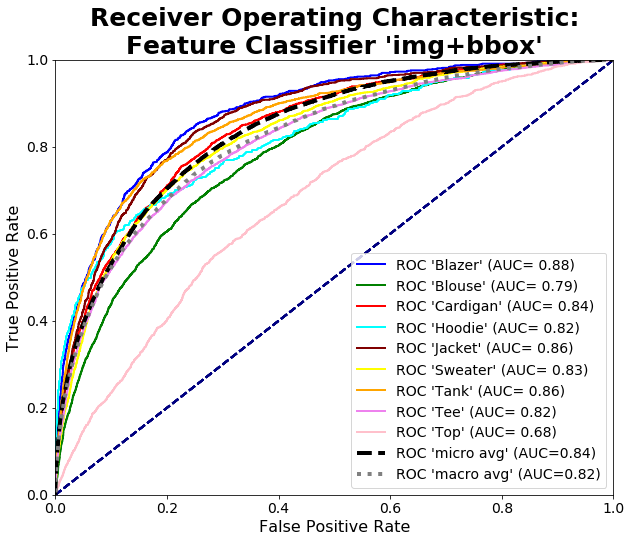 Receiver Operating Characteristic:
Feature Classifier 'img+bbox'
True Positive Rate
1.0
0.8
0.6
0.4
0.2
0.0
ROC 'Blazer' (AUC= 0.88)
ROC 'Blouse' (AUC= 0.79)
ROC 'Cardigan' (AUC= 0.84)
ROC 'Hoodie' (AUC= 0.82)
ROC 'Jacket' (AUC= 0.86)
ROC 'Sweater' (AUC= 0.83)
ROC 'Tank' (AUC= 0.86)
ROC 'Tee' (AUC= 0.82)
ROC 'Top' (AUC= 0.68)
ROC 'micro avg' (AUC=0.84)
ROC 'macro avg' (AUC=0.82)
0.0 0.2 0.4 0.6 0.8 1.0
False Positive Rate